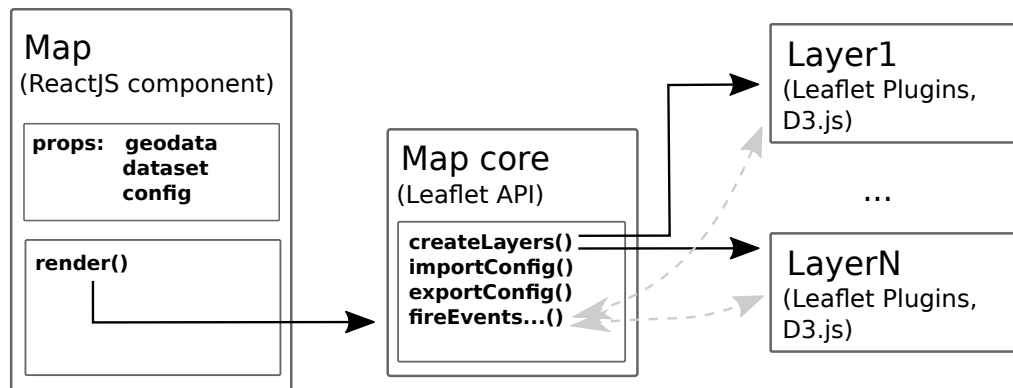 Map
(ReactJS component)
props: geodata
dataset
config
render()
Map core
(Leaflet API)
createLayers()
importConfig()
exportConfig()
fireEvents...()
Layer1
(Leaflet Plugins,
D3.js)
...
LayerN
(Leaflet Plugins,
D3.js)